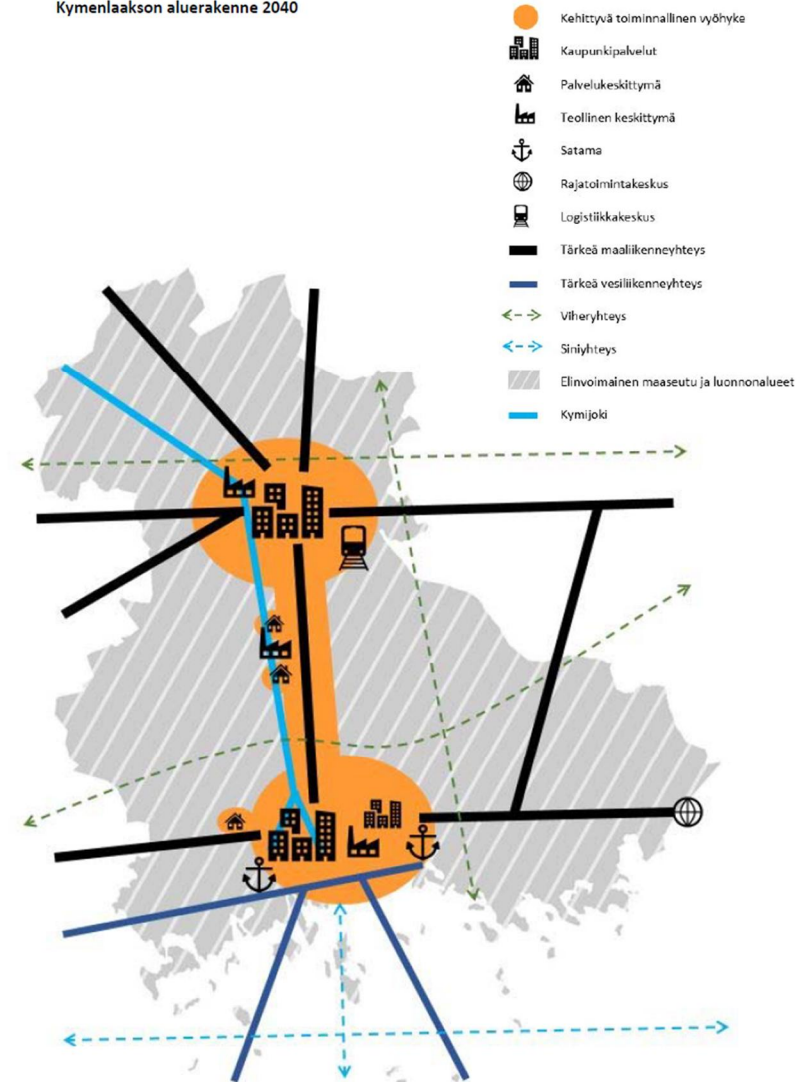 Kymenlaakson aluerakenne 2040
Kehittyvä toiminnallinen vyöhyke
Kaupunkipalvelut
Palvelukeskittymä
Teollinen keskittymä
Satama
Rajatoimintakeskus
Logistiikkakeskus
Tärkeä maaliikenneyhteys
Tärkeä vesiliikenneyhteys
Viheryhteys
Siniyhteys
Elinvoimainen maaseutu ja luonnonalueet
Kymijoki